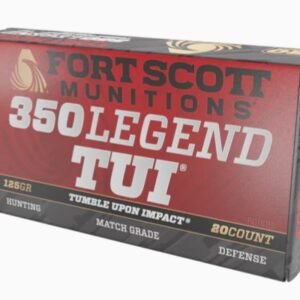 FORT SCOTT
MUNITIONS®
350 LEGEND
TUI®
125GR
TUMBLE UPON IMPACT®
20COUNT
HUNTING
MATCH GRADE
DEFENSE